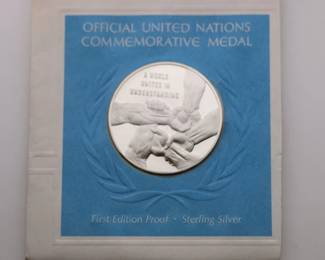 OFFICIAL UNITED NATIONS
COMMEMORATIVE MEDAL
A WORLD
UNITED IN
UNDERSTANDING
First Edition Proof · Sterling Silver